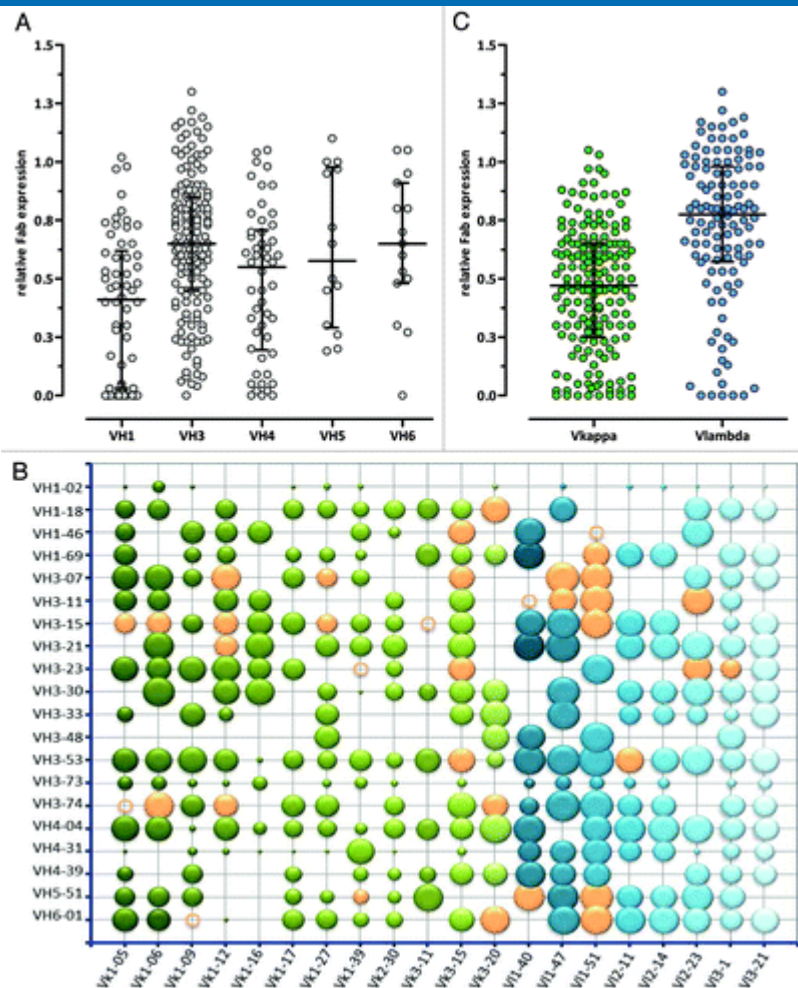 A
C
1.5
1.3
1.0
0.8
0.5
0.3
0.0
relative Fab expression
VH1
VH3
VH4
VH5
VH6
1.5
1.3
1.0
0.8
0.5
0.3
0.0
relative Fab expression
Vkappa
Vlambda
B
VH1-02
VH1-18
VH1-46
VH1-69
VH3-07
VH3-11
VH3-15
VH3-21
VH3-23
VH3-30
VH3-33
VH3-48
VH3-53
VH3-73
VH3-74
VH4-04
VH4-31
VH4-39
VH5-51
VH6-01
Vk1-05
Vk1-06
Vk1-09
Vk1-12
Vk1-16
Vk1-17
Vk1-27
Vk1-39
Vk2-30
Vk3-11
Vk3-15
Vk3-20
Vl1-40
Vl1-47
Vl1-51
Vl2-11
Vl2-14
Vl2-23
Vl3-1
Vl3-21